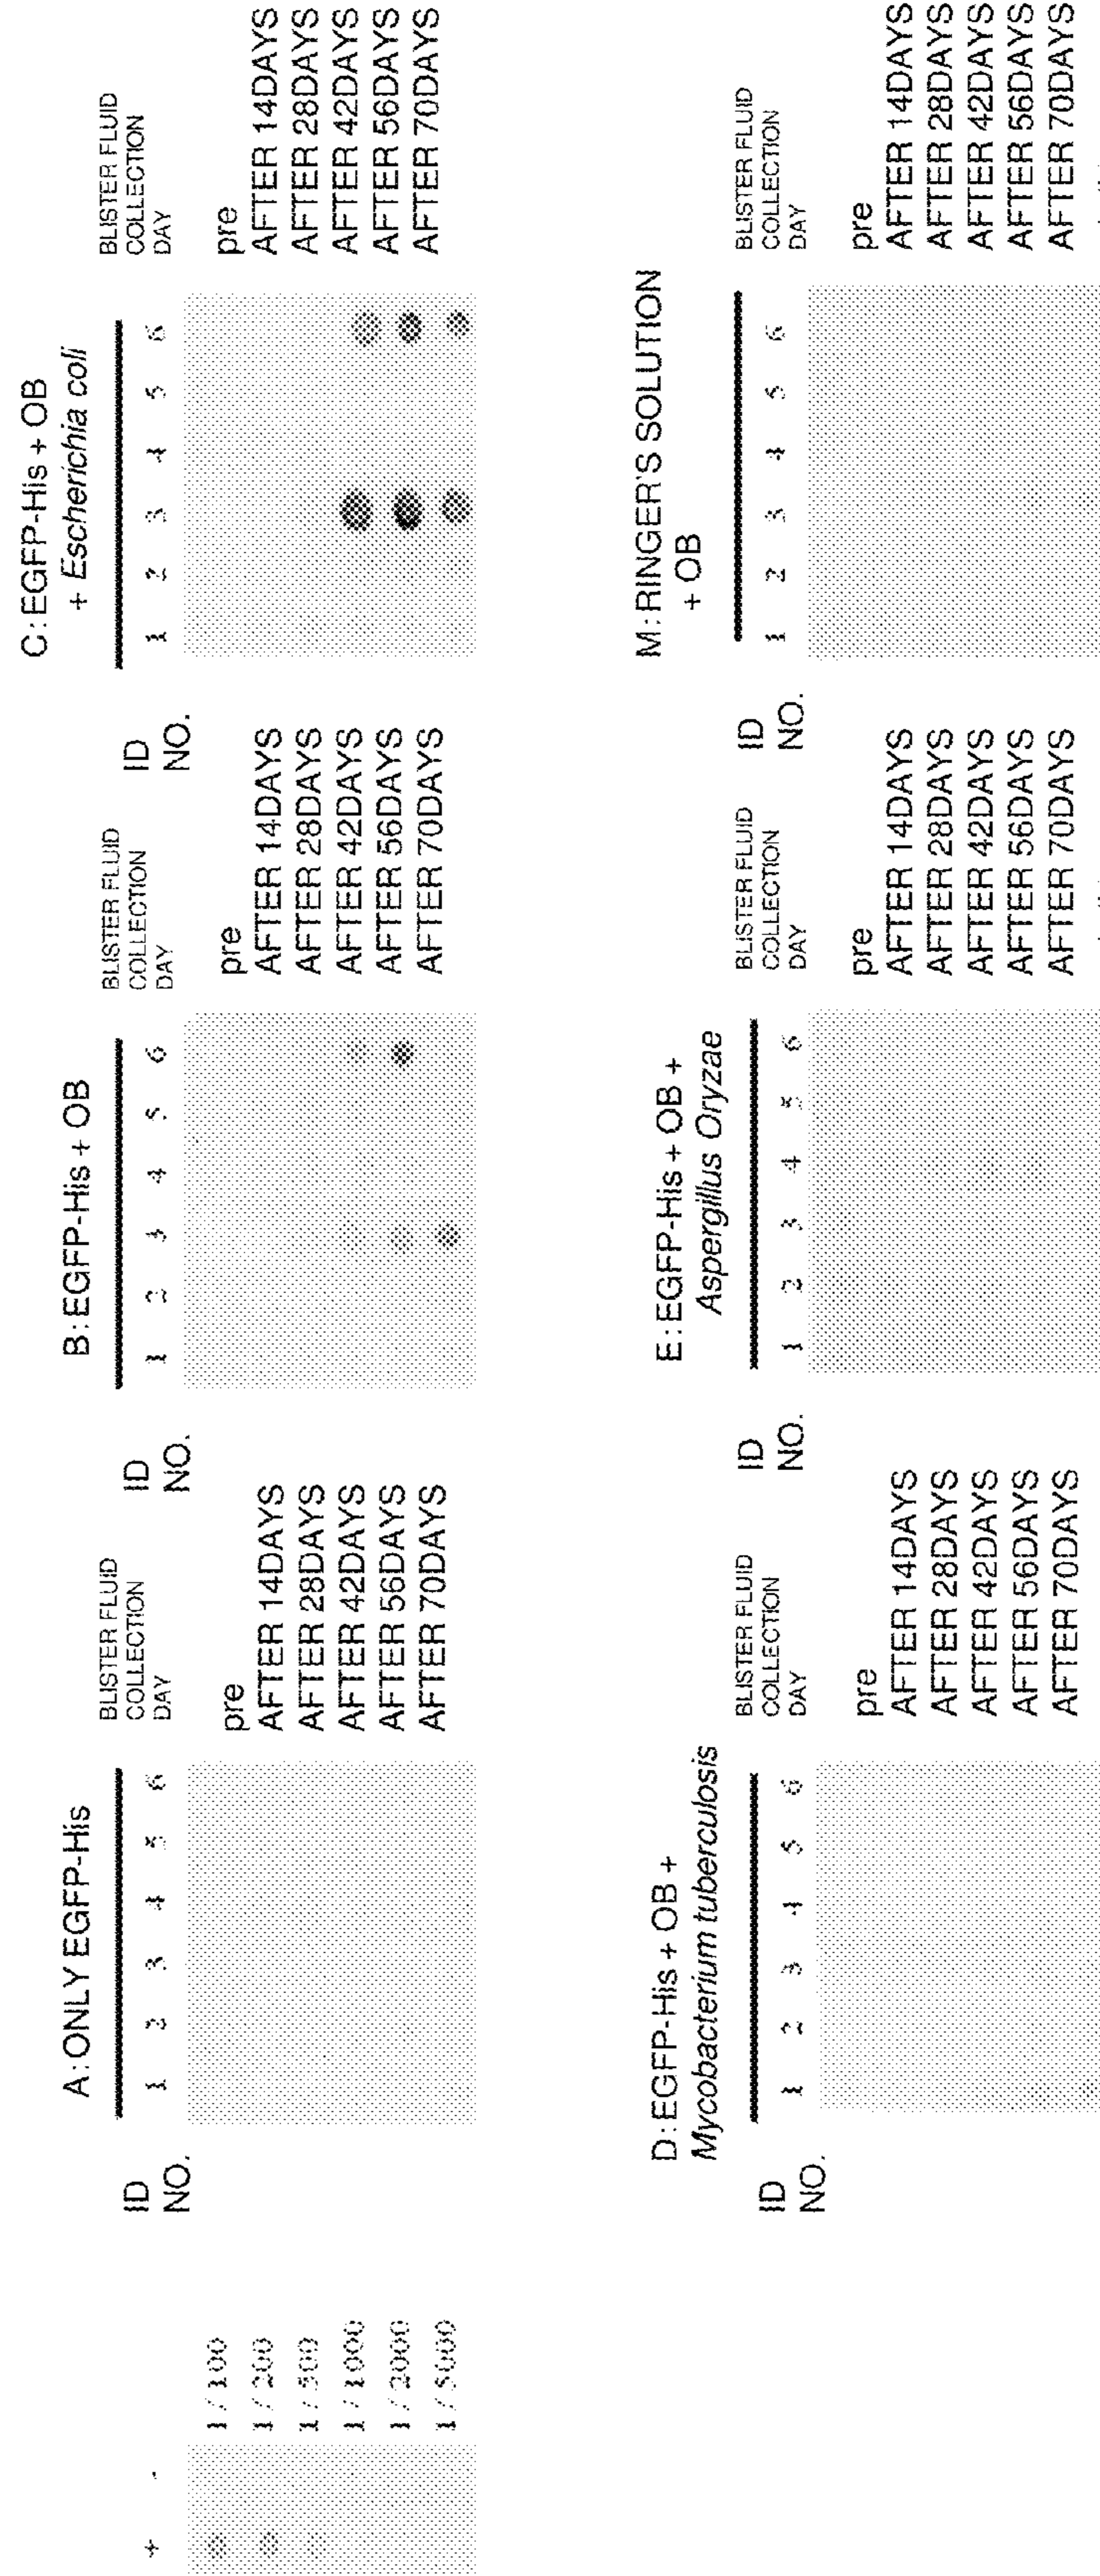 + -
1/100
1/200
1/500
1/1000
1/2000
1/5000
A:ONLY EGFP-His
ID
NO.
1 2 3 4 5 6
BLISTER FLUID
COLLECTION
DAY
pre
AFTER 14DAYS
AFTER 28DAYS
AFTER 42DAYS
AFTER 56DAYS
AFTER 70DAYS
B:EGFP-His + OB
ID
NO.
1 2 3 4 5 6
BLISTER FLUID
COLLECTION
DAY
pre
AFTER 14DAYS
AFTER 28DAYS
AFTER 42DAYS
AFTER 56DAYS
AFTER 70DAYS
C:EGFP-His + OB
+ Escherichia coli
ID
NO.
1 2 3 4 5 6
BLISTER FLUID
COLLECTION
DAY
pre
AFTER 14DAYS
AFTER 28DAYS
AFTER 42DAYS
AFTER 56DAYS
AFTER 70DAYS
D:EGFP-His + OB +
Mycobacterium tuberculosis
ID
NO.
1 2 3 4 5 6
BLISTER FLUID
COLLECTION
DAY
pre
AFTER 14DAYS
AFTER 28DAYS
AFTER 42DAYS
AFTER 56DAYS
AFTER 70DAYS
E:EGFP-His + OB +
Aspergillus Oryzae
ID
NO.
1 2 3 4 5 6
BLISTER FLUID
COLLECTION
DAY
pre
AFTER 14DAYS
AFTER 28DAYS
AFTER 42DAYS
AFTER 56DAYS
AFTER 70DAYS
M:RINGER'S SOLUTION
+ OB
ID
NO.
1 2 3 4 5 6
BLISTER FLUID
COLLECTION
DAY
pre
AFTER 14DAYS
AFTER 28DAYS
AFTER 42DAYS
AFTER 56DAYS
AFTER 70DAYS